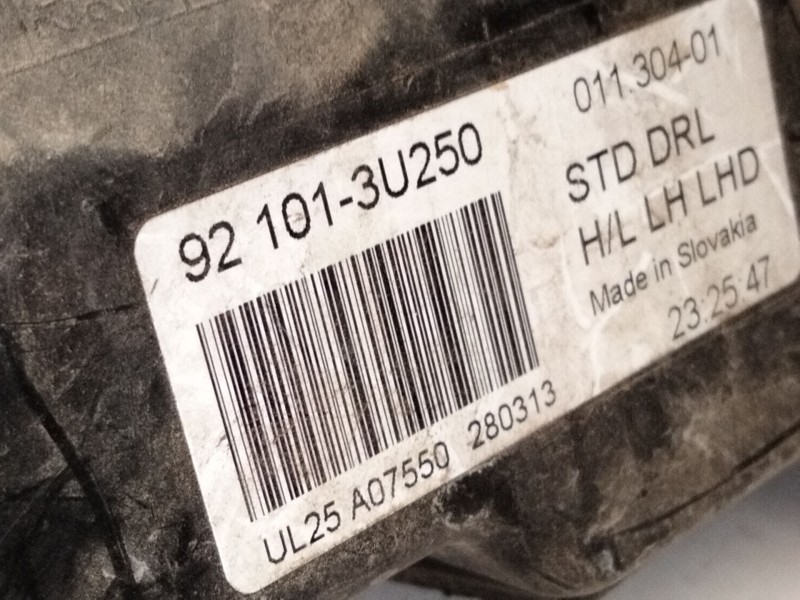 92 101-3U250
UL25 A07550 280313
011.304-01
STD DRL
H/L LH LHD
Made in Slovakia
23:25:47